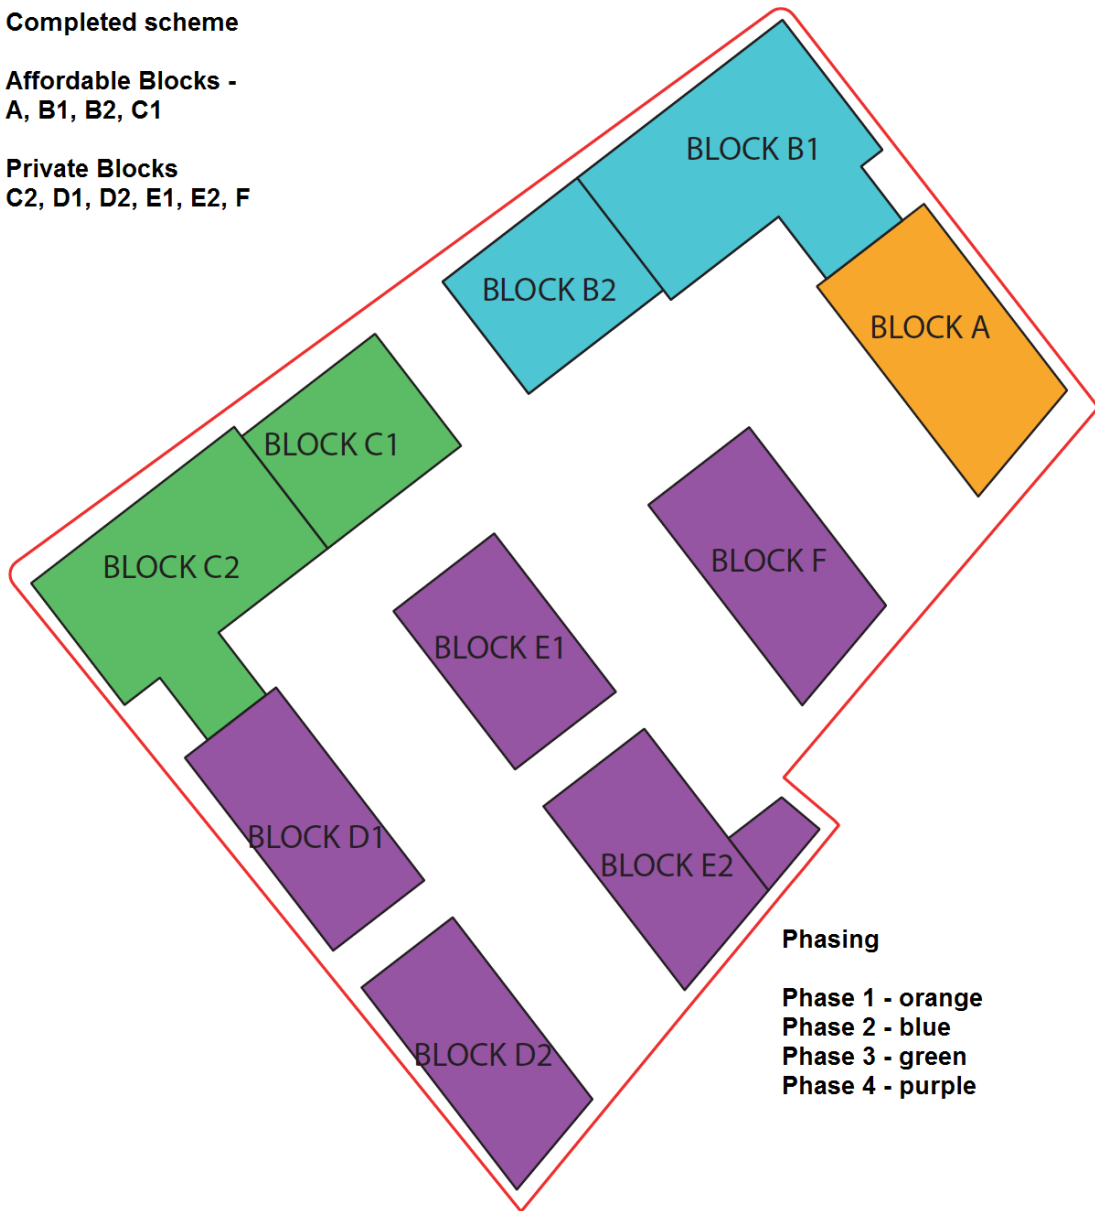 Completed scheme
Affordable Blocks -
A, B1, B2, C1
Private Blocks
C2, D1, D2, E1, E2, F
BLOCK B1
BLOCK B2
BLOCK A
BLOCK C1
BLOCK C2
BLOCK F
BLOCK E1
BLOCK D1
BLOCK E2
BLOCK D2
Phasing
Phase 1 - orange
Phase 2 - blue
Phase 3 - green
Phase 4 - purple